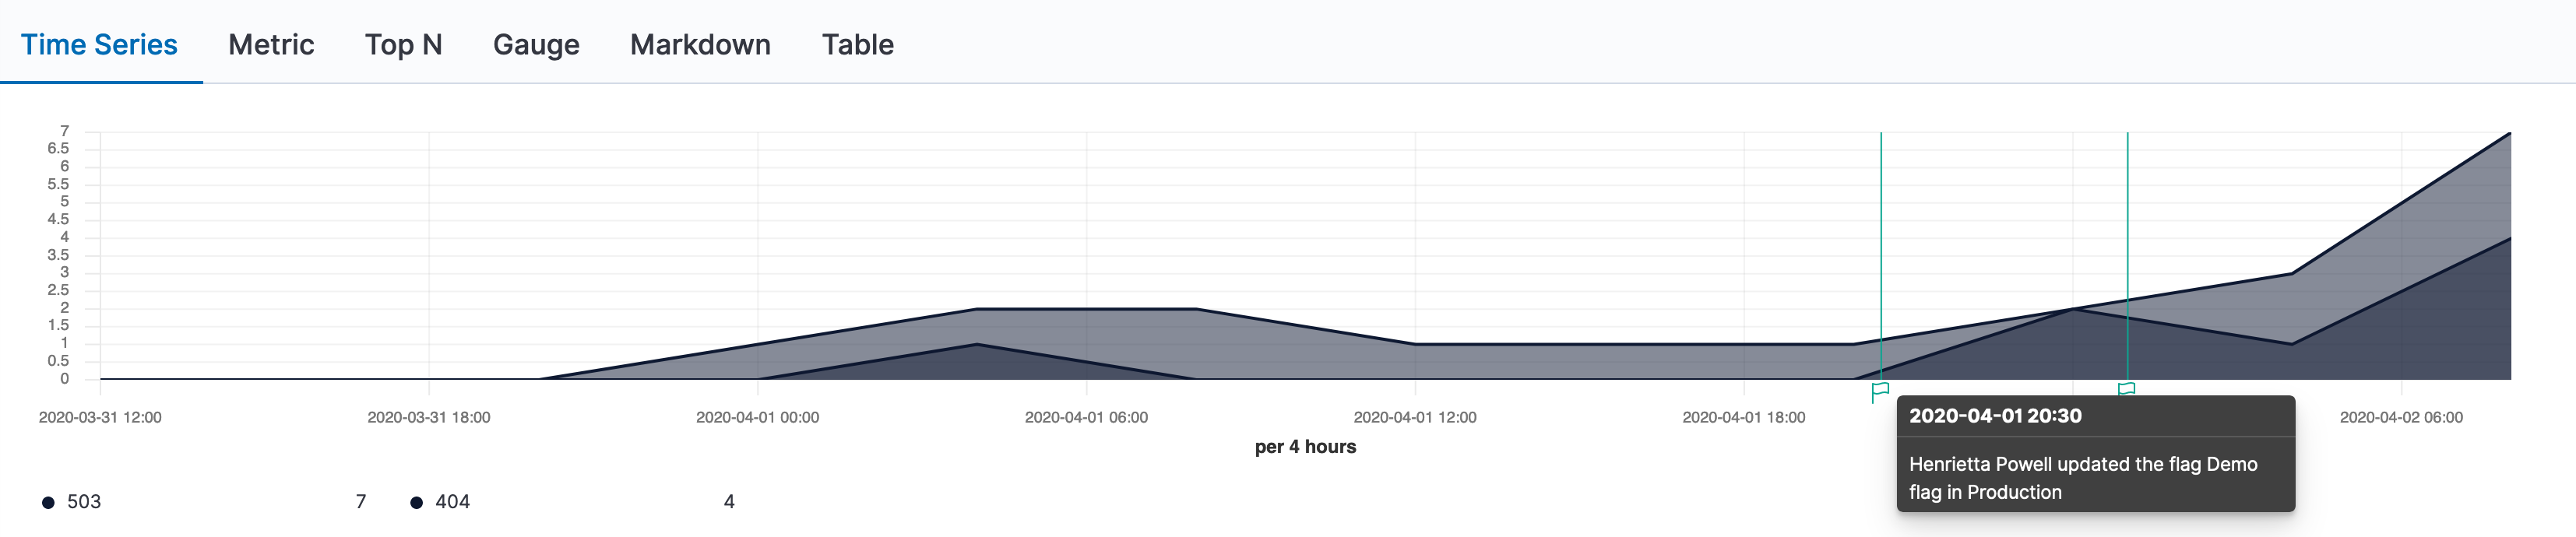 Time Series Metric Top N Gauge Markdown Table
7
6.5
6
5.5
5
4.5
4
3.5
3
2.5
2
1.5
1
0.5
0
2020-03-31 12:00 2020-03-31 18:00 2020-04-01 00:00 2020-04-01 06:00 2020-04-01 12:00 2020-04-01 18:00 2020-04-02 06:00
per 4 hours
2020-04-01 20:30
Henrietta Powell updated the flag Demo
flag in Production
503 7 404 4